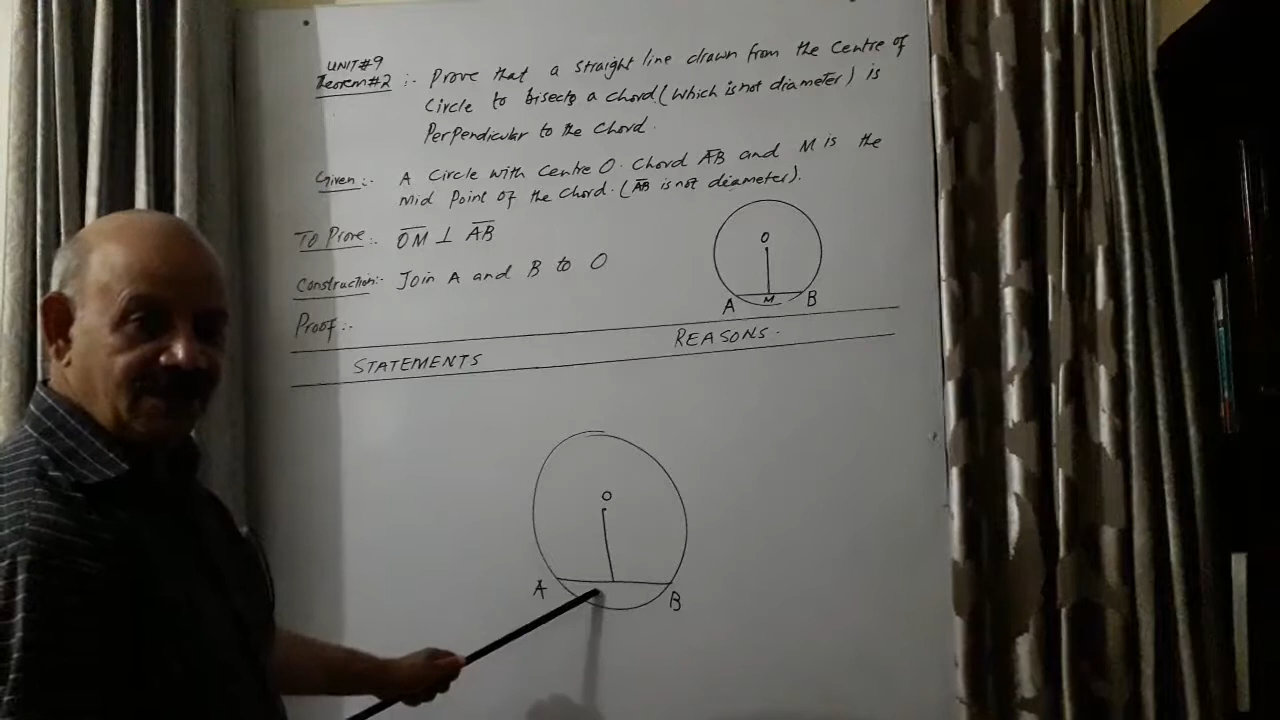 UNIT#9
Teorem#2 :- Prove that a straight line drawn from the Centre of
Circle to bisects a chord (which is not diameter) is
Perpendicular to the chord.
Given:- A Circle with Centre O. Chord AB and M is the
Mid Point of the Chord. (AB is not diameter).
To Prove:- OM ⊥ AB
Construction:- Join A and B to O
O
A M B
Proof:-
STATEMENTS REASONS.
O
A B